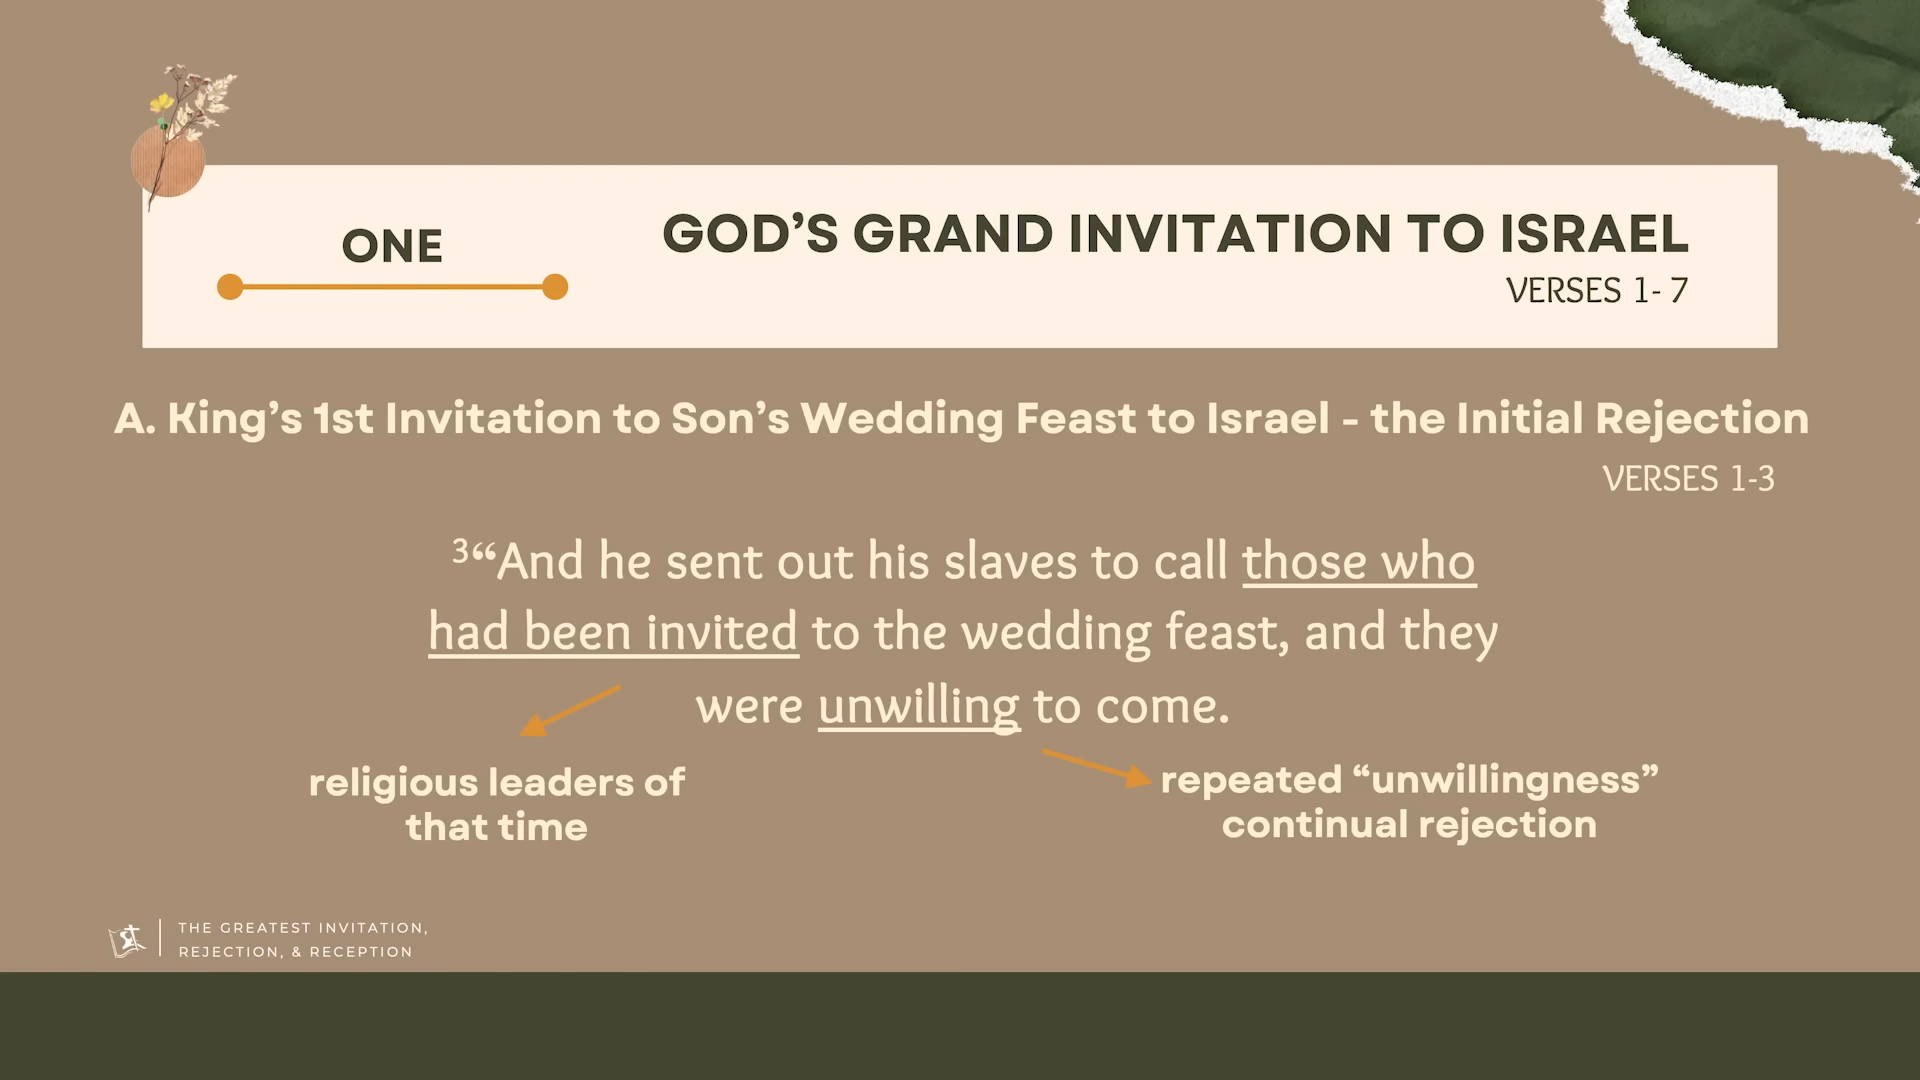 ONE
GOD’S GRAND INVITATION TO ISRAEL
VERSES 1- 7
A. King’s 1st Invitation to Son’s Wedding Feast to Israel - the Initial Rejection
VERSES 1-3
³“And he sent out his slaves to call those who
had been invited to the wedding feast, and they
were unwilling to come.
religious leaders of
that time
repeated “unwillingness”
continual rejection
THE GREATEST INVITATION,
REJECTION, & RECEPTION